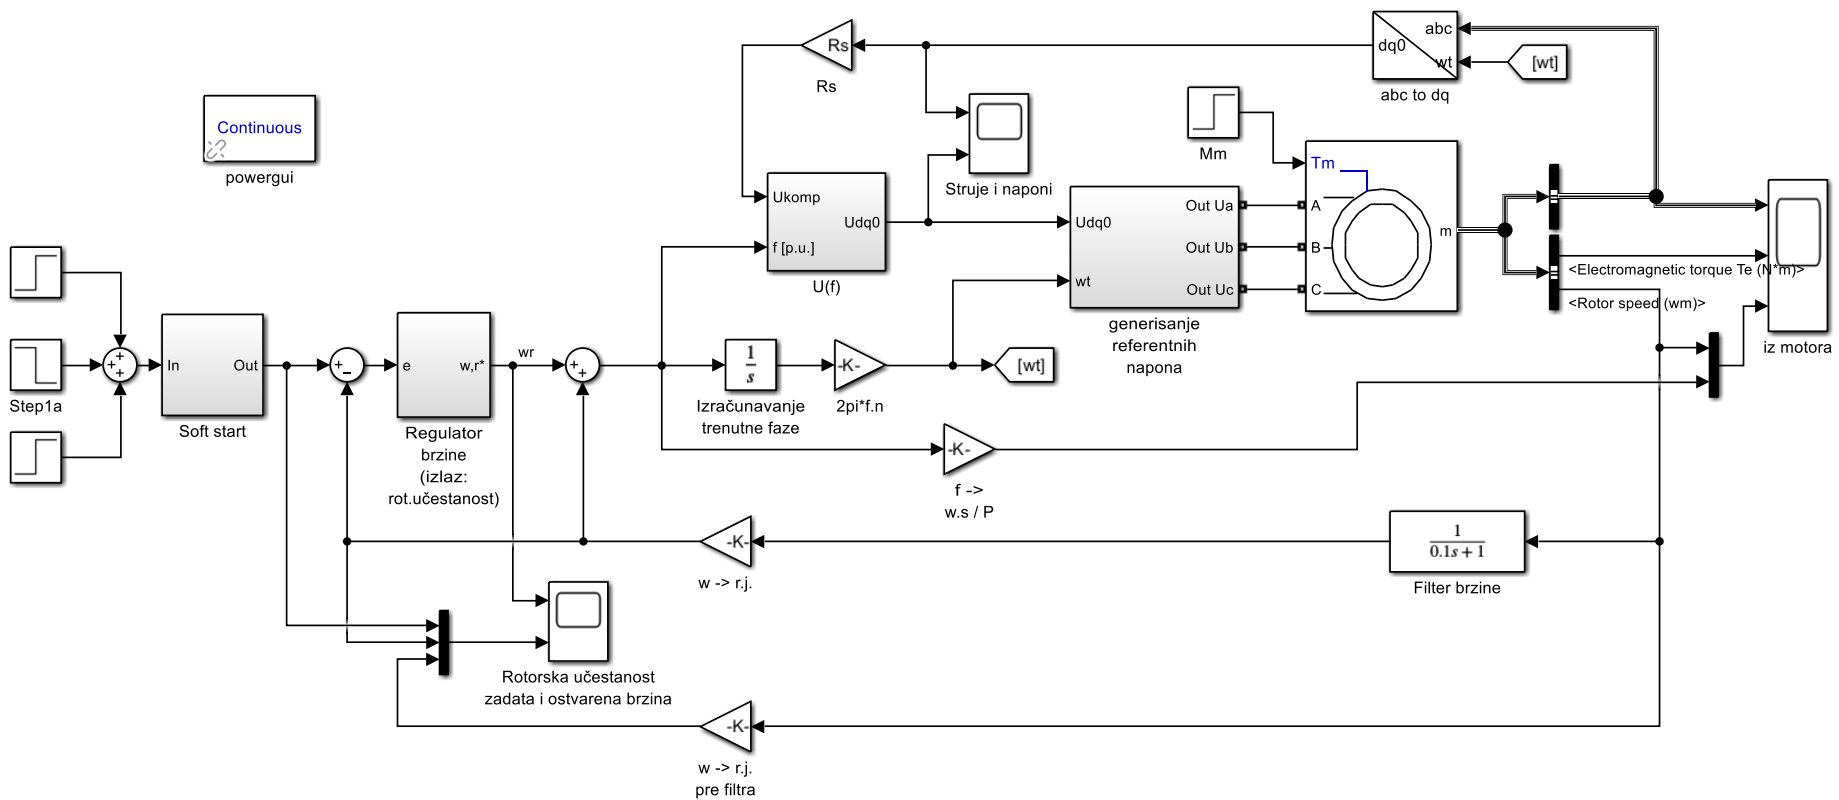 Rs
Rs
abc
dq0
wt
abc to dq
[wt]
Continuous
powergui
Struje i naponi
Mm
Ukomp
Udq0
f [p.u.]
U(f)
Udq0
wt
Out Ua
Out Ub
Out Uc
generisanje
referentnih
napona
Tm
A
B
C
m
<Electromagnetic torque Te (N*m)>
<Rotor speed (wm)>
iz motora
Step1a
+
+
+
In
Out
Soft start
+
-
e
w,r*
Regulator
brzine
(izlaz:
rot.učestanost)
wr
+
+
1
s
Izračunavanje
trenutne faze
-K-
2pi*f.n
[wt]
-K-
f ->
w.s / P
-K-
w -> r.j.
1
0.1s + 1
Filter brzine
Rotorska učestanost
zadata i ostvarena brzina
-K-
w -> r.j.
pre filtra